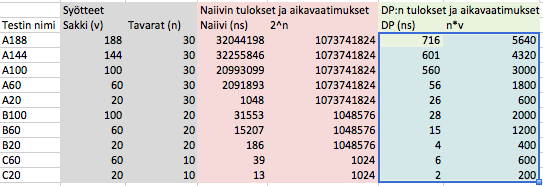 Syötteet Naiivin tulokset ja aikavaatimukset DP:n tulokset ja aikavaatimukset
Testin nimi Sakki (v) Tavarat (n) Naiivi (ns) 2^n DP (ns) n*v
A188 188 30 32044198 1073741824 716 5640
A144 144 30 32255846 1073741824 601 4320
A100 100 30 20993099 1073741824 560 3000
A60 60 30 2091893 1073741824 56 1800
A20 20 30 1048 1073741824 26 600
B100 100 20 31553 1048576 28 2000
B60 60 20 15207 1048576 15 1200
B20 20 20 186 1048576 4 400
C60 60 10 39 1024 6 600
C20 20 10 13 1024 2 200